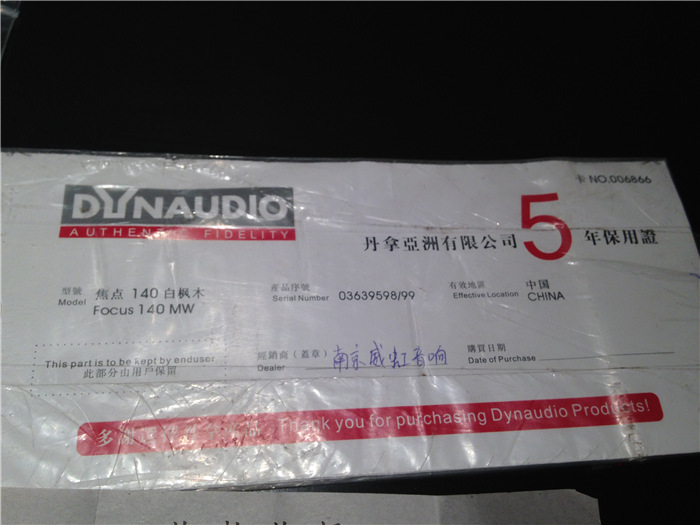 卡 NO.006866
DYNAUDIO
AUTHENTIC FIDELITY
丹拿亞洲有限公司 5 年保用證
型號 焦点 140 白枫木
Model Focus 140 MW
產品序號
Serial Number 03639598/99
有效地區 中国
Effective Location CHINA
This part is to be kept by enduser
此部分由用戶保留
經銷商（蓋章） 南京威虹音响
Dealer
購買日期
Date of Purchase
多謝 Thank you for purchasing Dynaudio Products!